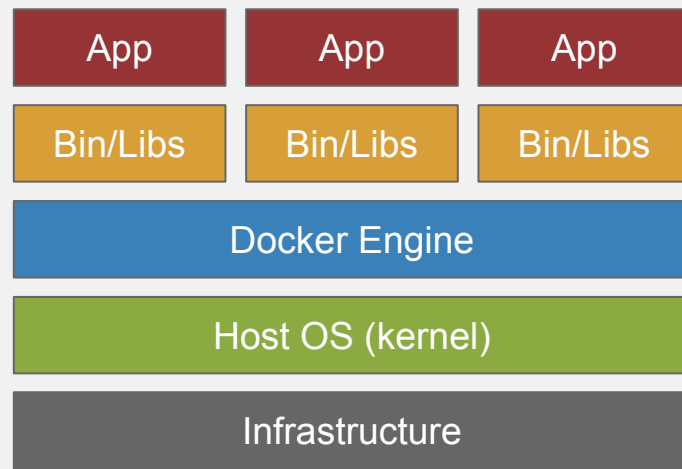 App App App
Bin/Libs Bin/Libs Bin/Libs
Docker Engine
Host OS (kernel)
Infrastructure